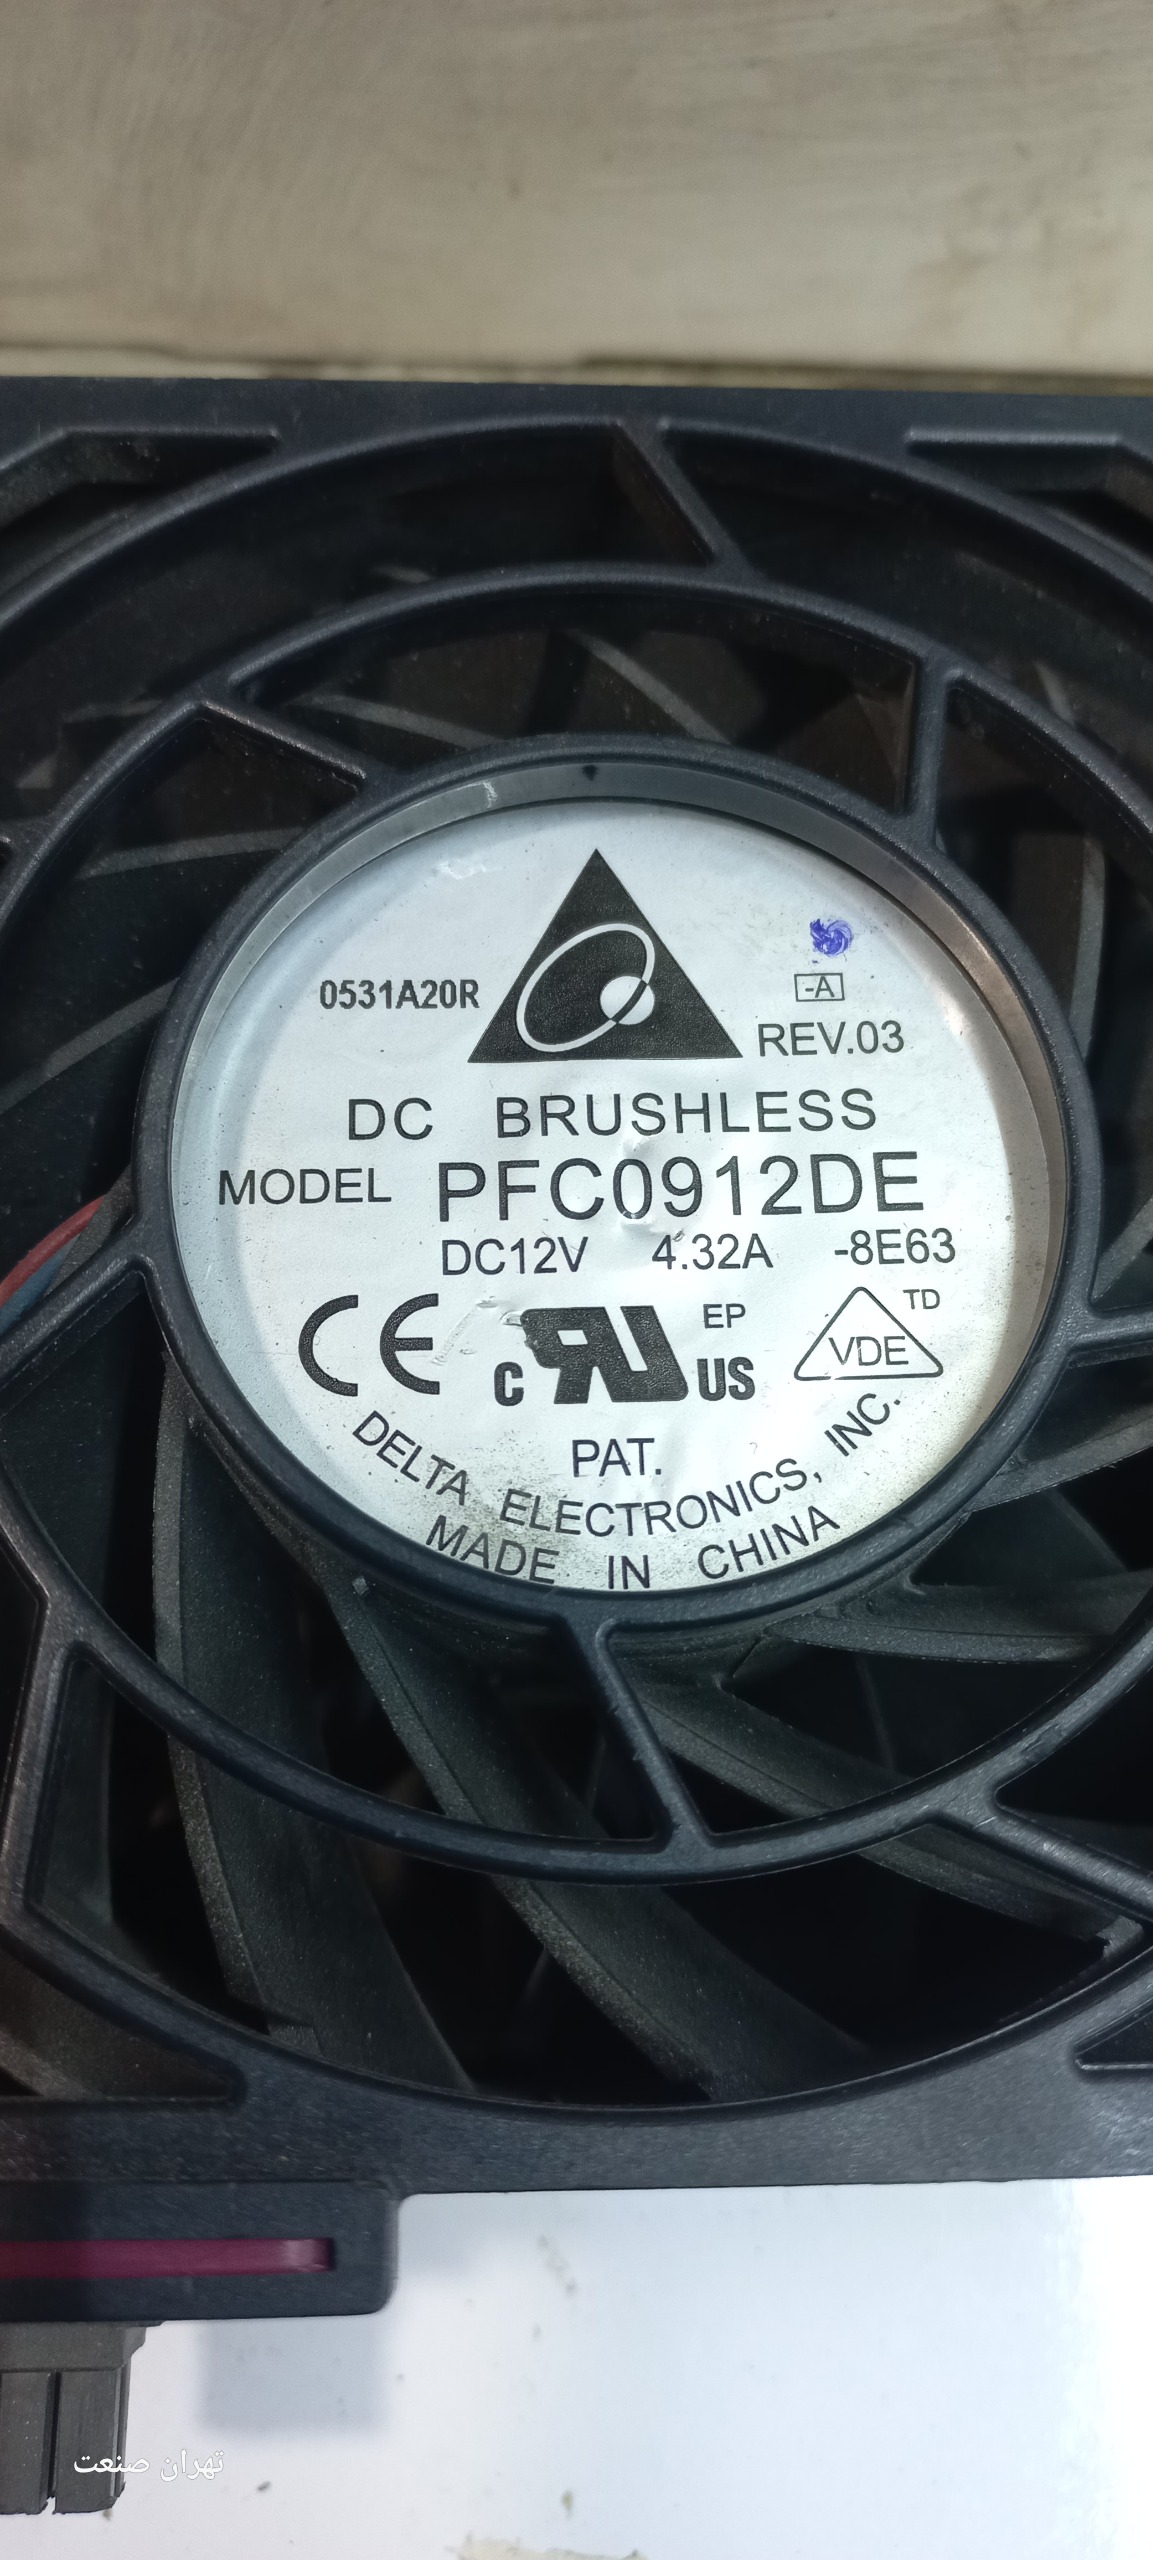 0531A20R
-A
REV.03
DC BRUSHLESS
MODEL PFC0912DE
DC12V 4.32A -8E63
CE c RU US EP VDE TD
PAT.
DELTA ELECTRONICS, INC.
MADE IN CHINA
تهران صنعت